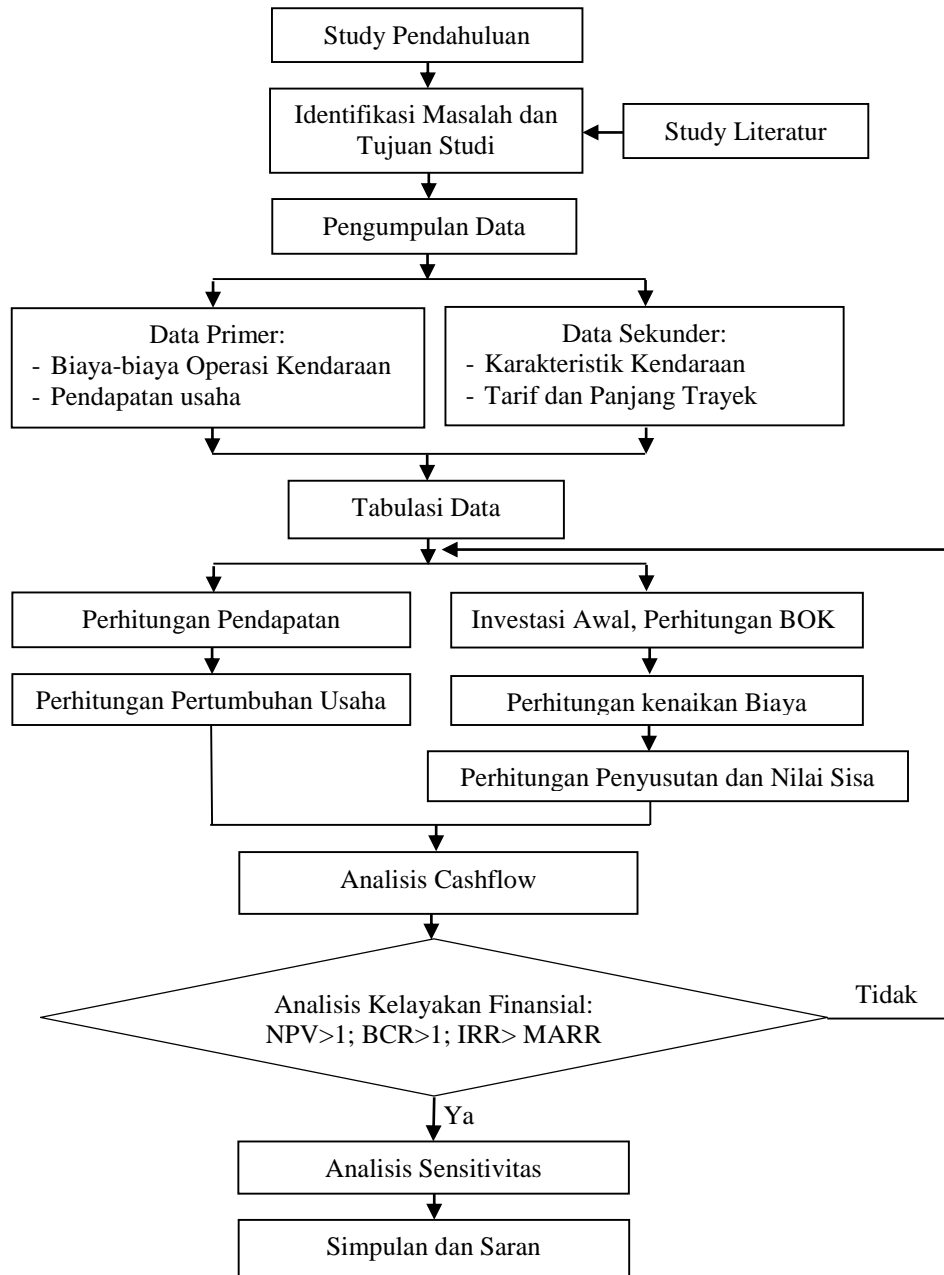 Study Pendahuluan
Identifikasi Masalah dan
Tujuan Studi
Study Literatur
Pengumpulan Data
Data Primer:
- Biaya-biaya Operasi Kendaraan
- Pendapatan usaha
Data Sekunder:
- Karakteristik Kendaraan
- Tarif dan Panjang Trayek
Tabulasi Data
Perhitungan Pendapatan
Investasi Awal, Perhitungan BOK
Perhitungan Pertumbuhan Usaha
Perhitungan kenaikan Biaya
Perhitungan Penyusutan dan Nilai Sisa
Analisis Cashflow
Analisis Kelayakan Finansial:
NPV>1; BCR>1; IRR> MARR
Tidak
Ya
Analisis Sensitivitas
Simpulan dan Saran